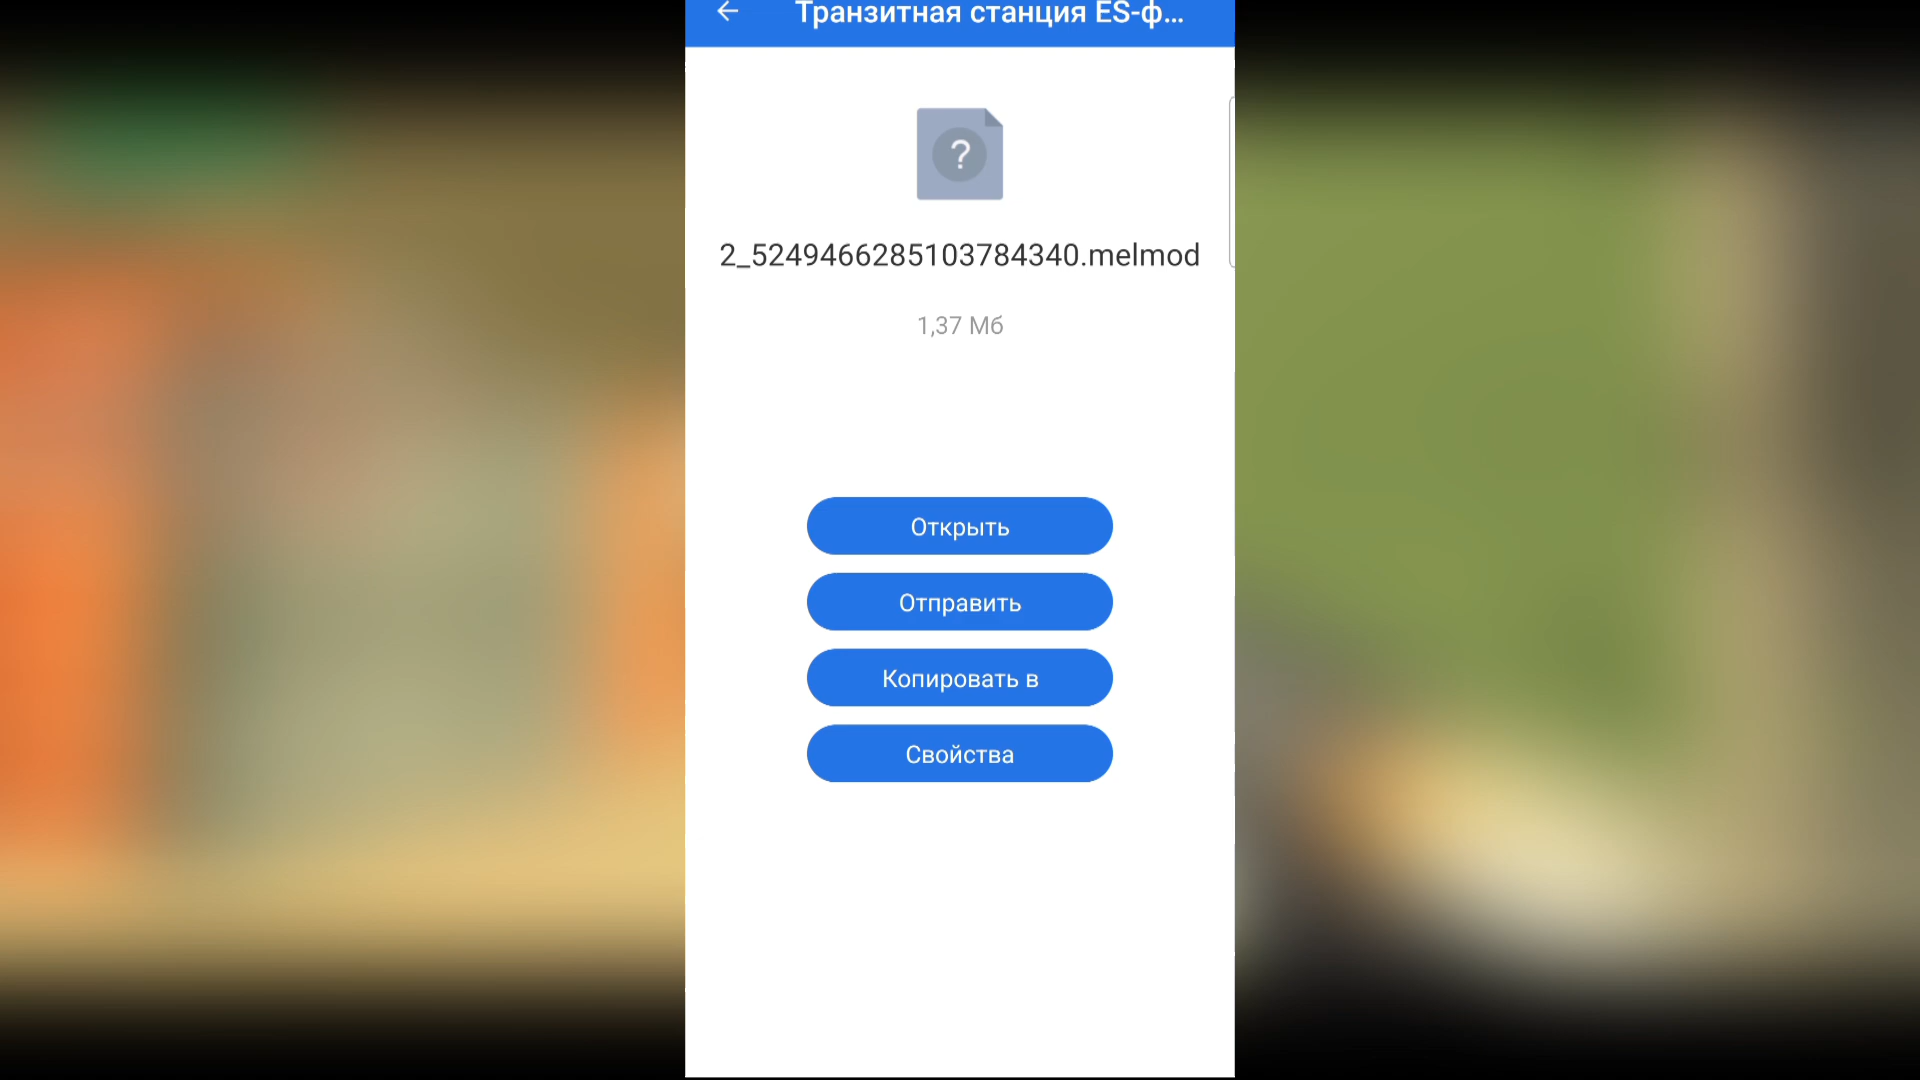 Транзитная станция ES-ф...
?
2_5249466285103784340.melmod
1,37 Мб
Открыть
Отправить
Копировать в
Свойства